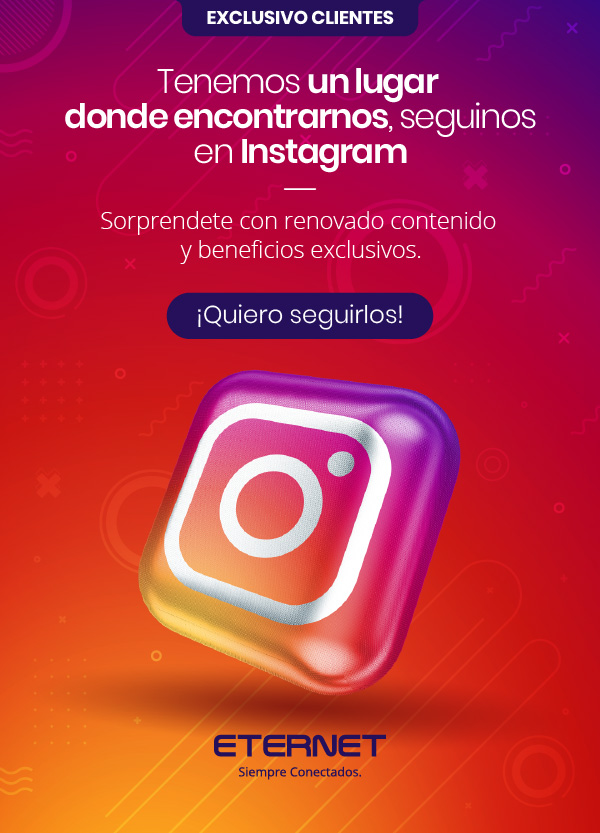 EXCLUSIVO CLIENTES
Tenemos un lugar
donde encontrarnos, seguinos
en Instagram
Sorprendete con renovado contenido
y beneficios exclusivos.
¡Quiero seguirlos!
ETERNET
Siempre Conectados.